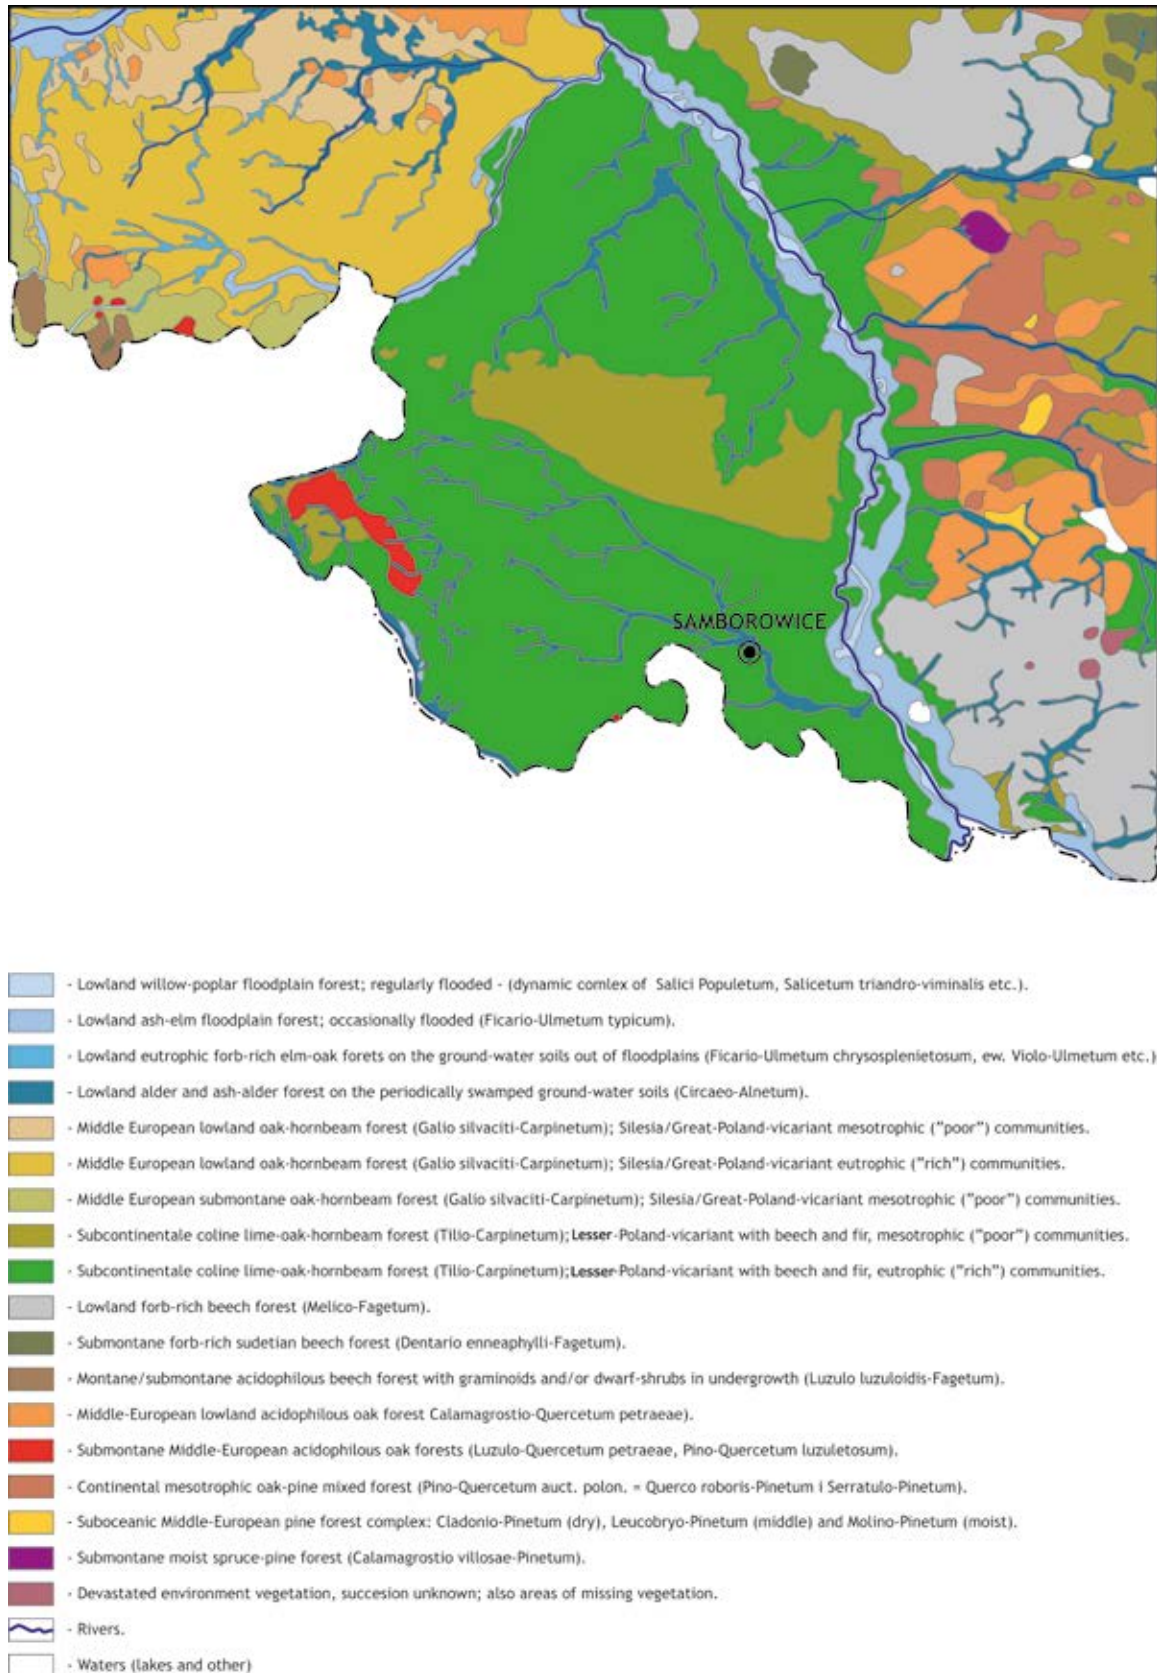 SAMBOROWICE
- Lowland willow-poplar floodplain forest; regularly flooded - (dynamic comlex of Salici Populetum, Salicetum triandro-viminalis etc.).
- Lowland ash-elm floodplain forest; occasionally flooded (Ficario-Ulmetum typicum).
- Lowland eutrophic forb-rich elm-oak forets on the ground-water soils out of floodplains (Ficario-Ulmetum chrysosplenietosum, ew. Violo-Ulmetum etc.)
- Lowland alder and ash-alder forest on the periodically swamped ground-water soils (Circaeo-Alnetum).
- Middle European lowland oak-hornbeam forest (Galio silvaciti-Carpinetum); Silesia/Great-Poland-vicariant mesotrophic ("poor") communities.
- Middle European lowland oak-hornbeam forest (Galio silvaciti-Carpinetum); Silesia/Great-Poland-vicariant eutrophic ("rich") communities.
- Middle European submontane oak-hornbeam forest (Galio silvaciti-Carpinetum); Silesia/Great-Poland-vicariant mesotrophic ("poor") communities.
- Subcontinentale coline lime-oak-hornbeam forest (Tilio-Carpinetum); Lesser-Poland-vicariant with beech and fir, mesotrophic ("poor") communities.
- Subcontinentale coline lime-oak-hornbeam forest (Tilio-Carpinetum); Lesser-Poland-vicariant with beech and fir, eutrophic ("rich") communities.
- Lowland forb-rich beech forest (Melico-Fagetum).
- Submontane forb-rich sudetian beech forest (Dentario enneaphylli-Fagetum).
- Montane/submontane acidophilous beech forest with graminoids and/or dwarf-shrubs in undergrowth (Luzulo luzuloidis-Fagetum).
- Middle-European lowland acidophilous oak forest Calamagrostio-Quercetum petraeae).
- Submontane Middle-European acidophilous oak forests (Luzulo-Quercetum petraeae, Pino-Quercetum luzuletosum).
- Continental mesotrophic oak-pine mixed forest (Pino-Quercetum auct. polon. = Querco roboris-Pinetum i Serratulo-Pinetum).
- Suboceanic Middle-European pine forest complex: Cladonio-Pinetum (dry), Leucobryo-Pinetum (middle) and Molino-Pinetum (moist).
- Submontane moist spruce-pine forest (Calamagrostio villosae-Pinetum).
- Devastated environment vegetation, succesion unknown; also areas of missing vegetation.
- Rivers.
- Waters (lakes and other)